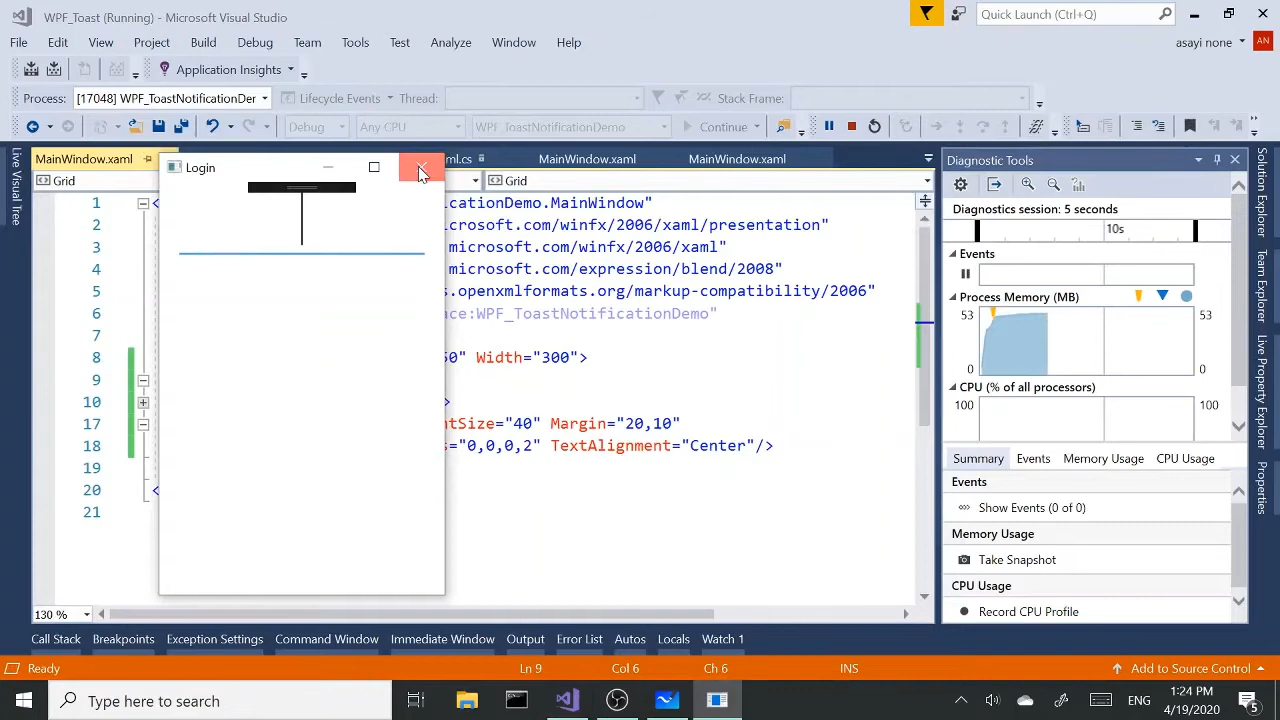 WPF_Toast (Running) - Microsoft Visual Studio
Quick Launch (Ctrl+Q)
File Edit View Project Build Debug Team Tools Test Analyze Window Help
asayi none
AN
Application Insights
Process: [17048] WPF_ToastNotificationDer
Lifecycle Events
Thread:
Stack Frame:
Debug
Any CPU
WPF_ToastNotificationDemo
Continue
MainWindow.xaml
ml.cs
MainWindow.xaml
MainWindow.xaml
Grid
Grid
Login
1 <
ficationDemo.MainWindow"
2
crosoft.com/winfx/2006/xaml/presentation"
3
microsoft.com/winfx/2006/xaml"
4
microsoft.com/expression/blend/2008"
5
s.openxmlformats.org/markup-compatibility/2006"
6
ace:WPF_ToastNotificationDemo"
7
8
50" Width="300">
9
10
>
17
ntSize="40" Margin="20,10"
18
s="0,0,0,2" TextAlignment="Center"/>
19
20 <
21
130 %
Live Visual Tree
Diagnostic Tools
Diagnostics session: 5 seconds
10s
Events
Process Memory (MB)
53
53
0
0
CPU (% of all processors)
100
100
Summary Events Memory Usage CPU Usage
Events
Show Events (0 of 0)
Memory Usage
Take Snapshot
CPU Usage
Record CPU Profile
Solution Explorer
Team Explorer
Live Property Explorer
Properties
Call Stack Breakpoints Exception Settings Command Window Immediate Window Output Error List Autos Locals Watch 1
Ready
Ln 9
Col 6
Ch 6
INS
Add to Source Control
Type here to search
ENG
1:24 PM
4/19/2020
5